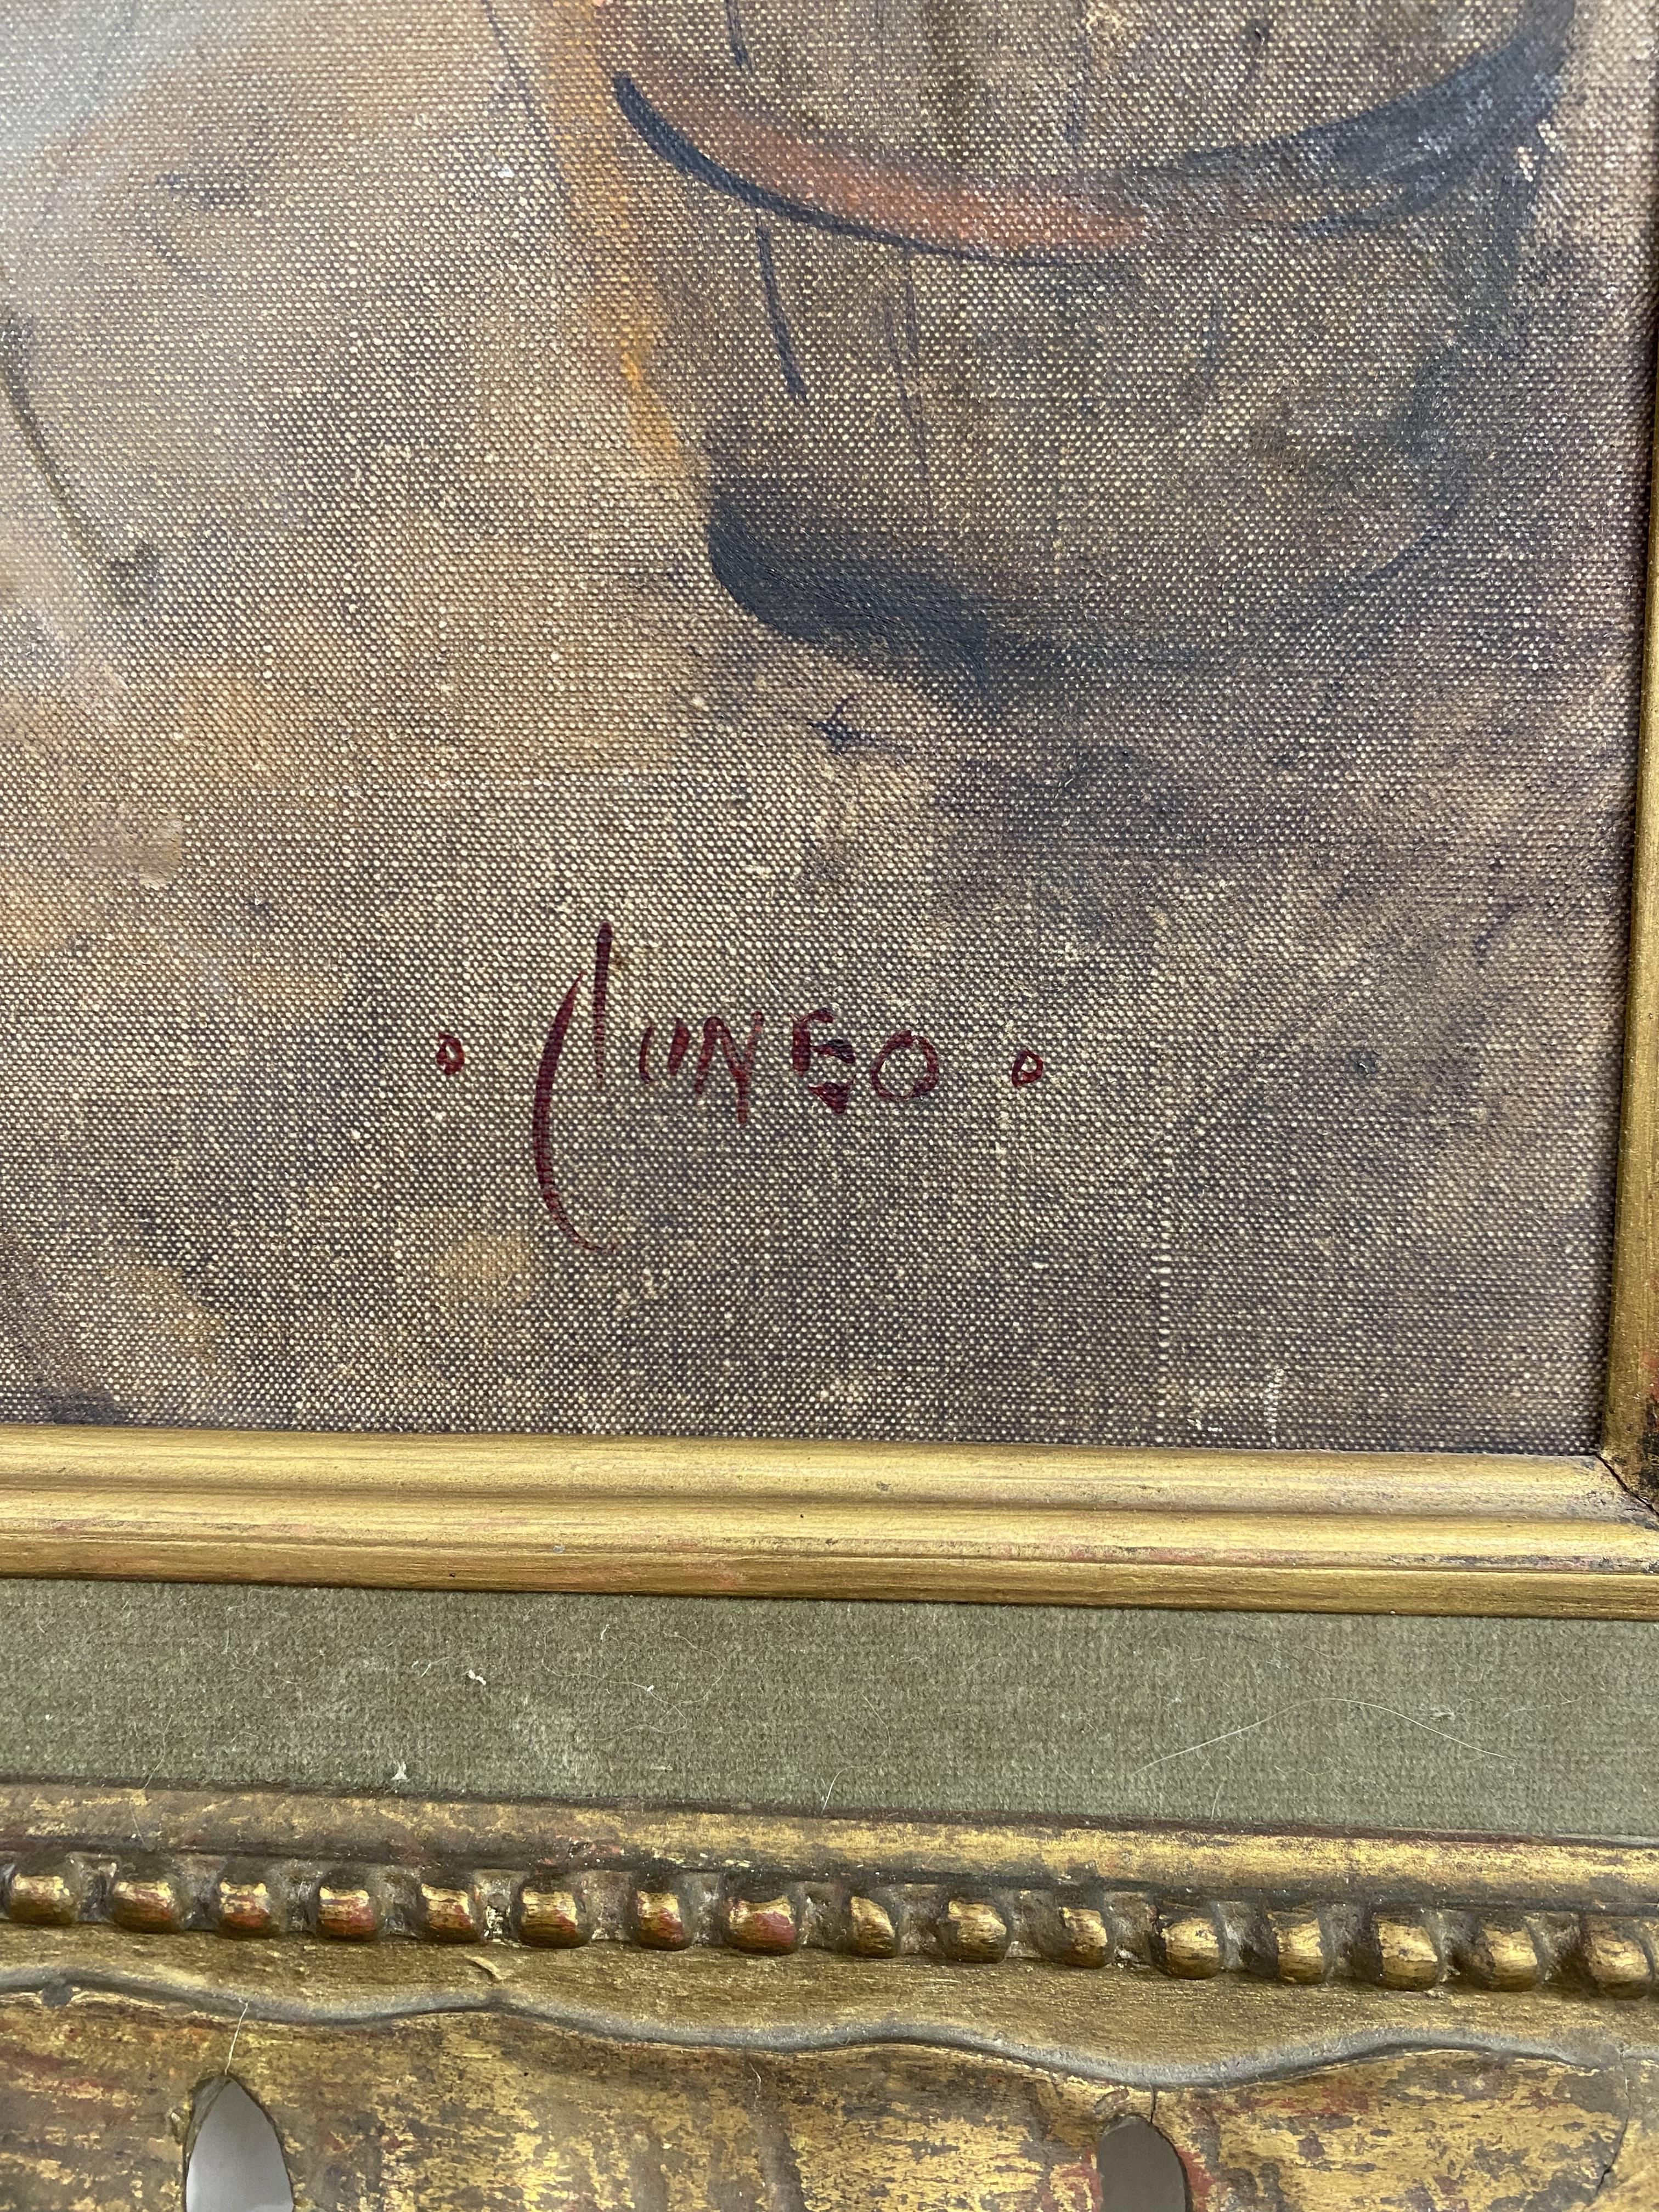 . CUNEO .